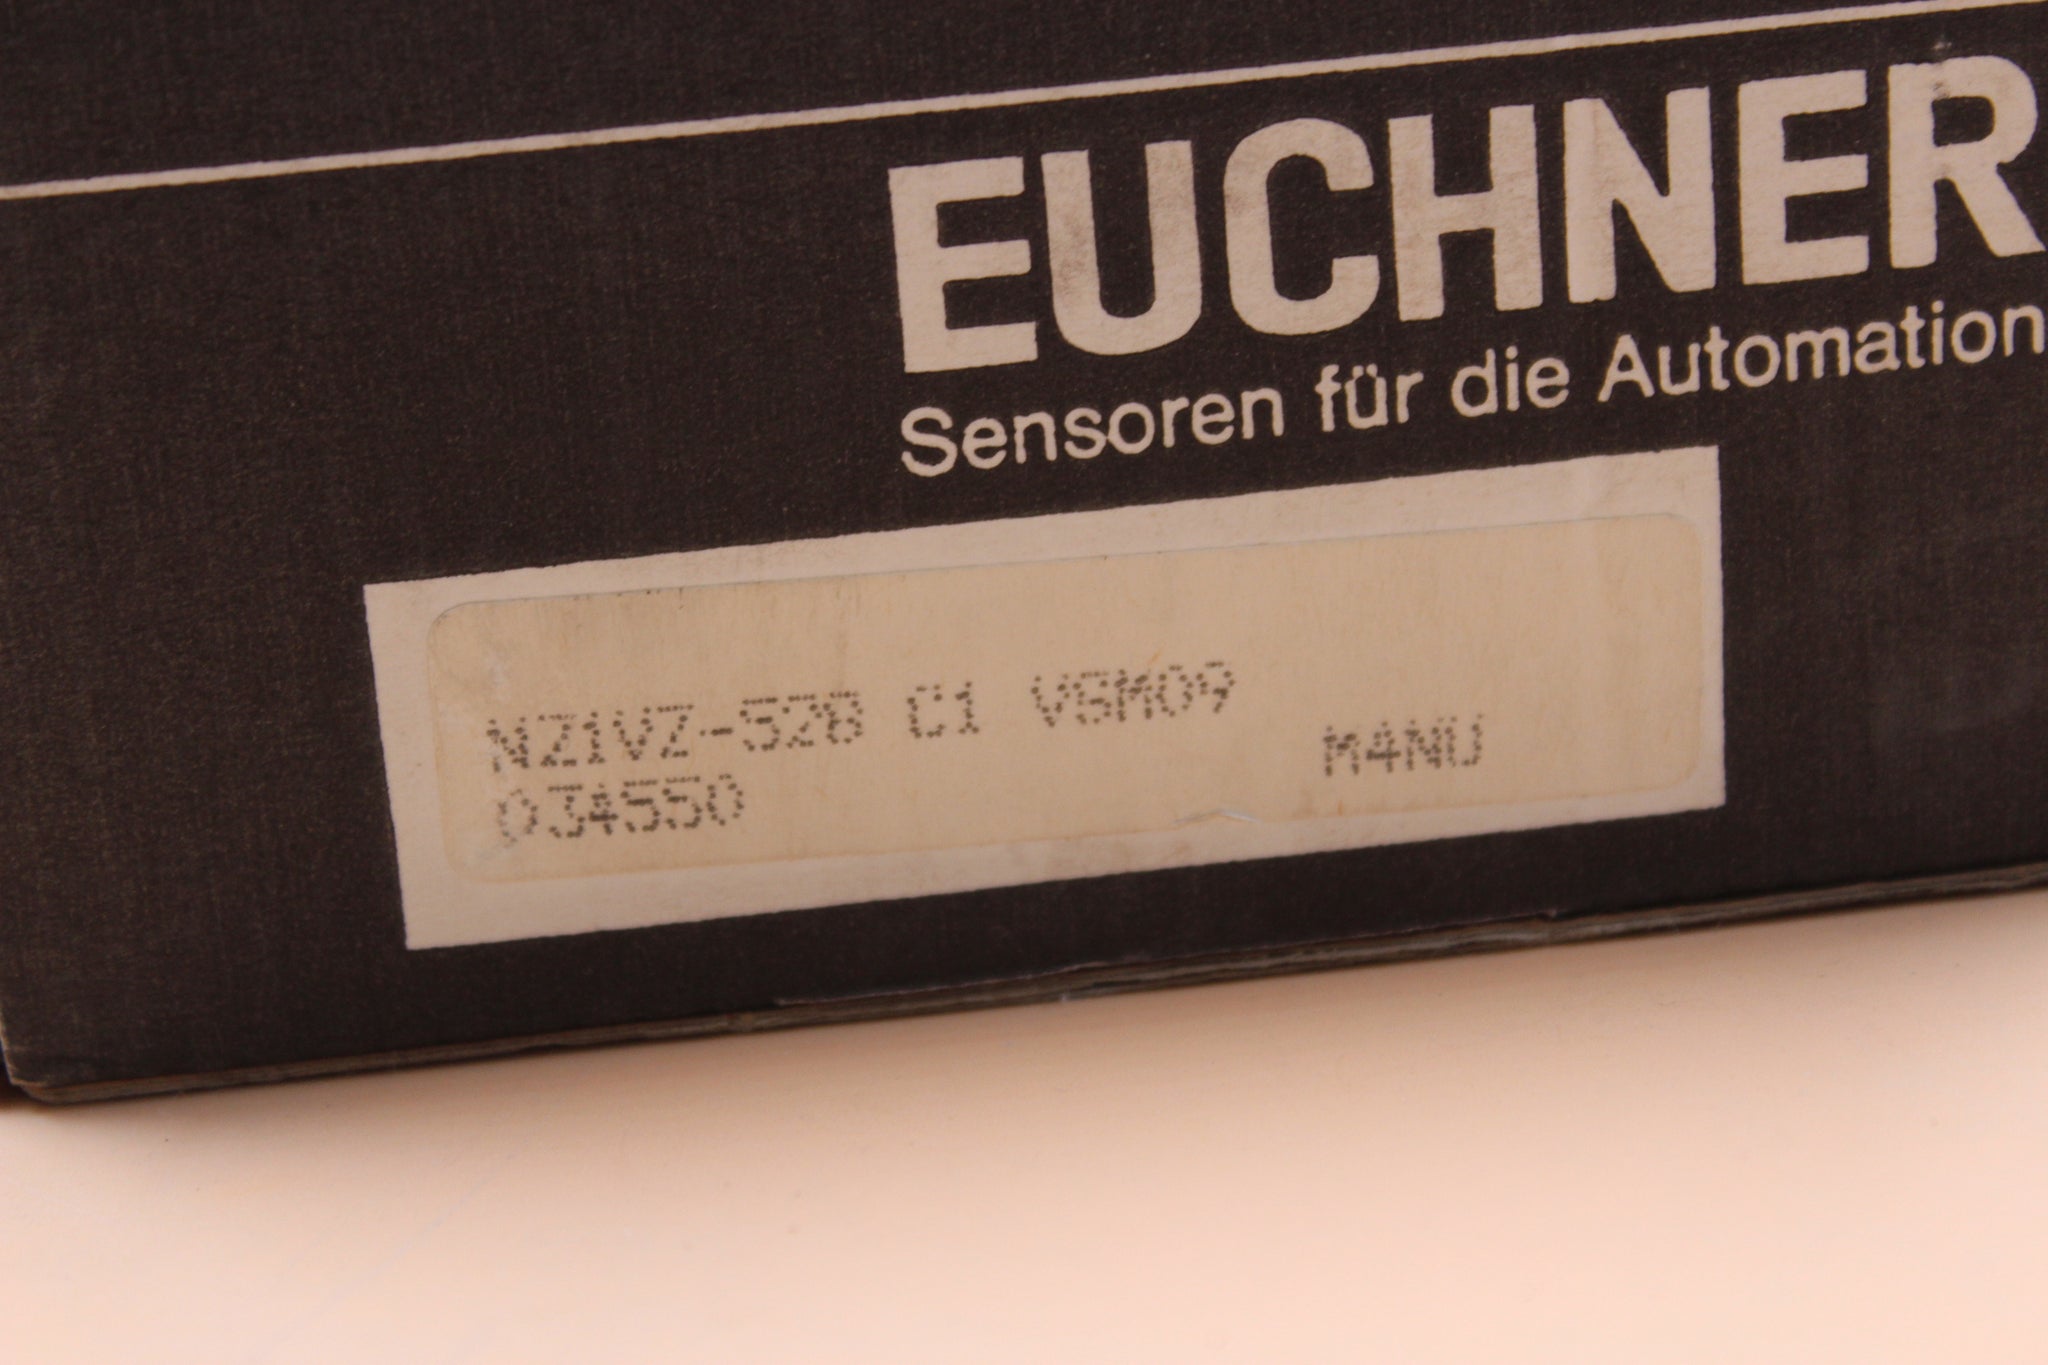 EUCHNER
Sensoren für die Automation
NZ1VZ-528 C1 VSM09
M4NU
034550